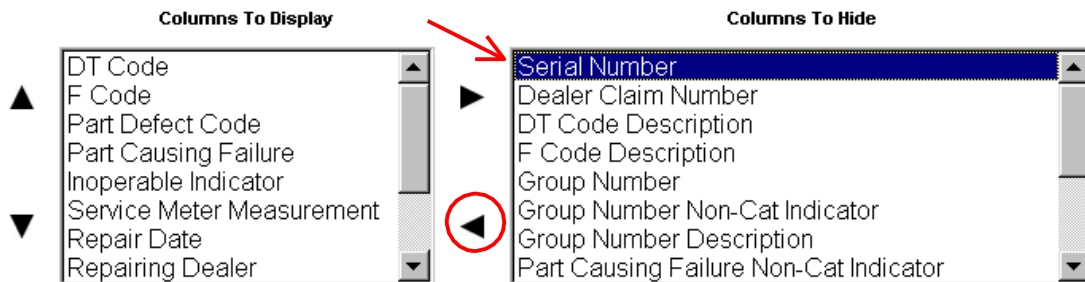 Columns To Display
DT Code
F Code
Part Defect Code
Part Causing Failure
Inoperable Indicator
Service Meter Measurement
Repair Date
Repairing Dealer
Columns To Hide
Serial Number
Dealer Claim Number
DT Code Description
F Code Description
Group Number
Group Number Non-Cat Indicator
Group Number Description
Part Causing Failure Non-Cat Indicator